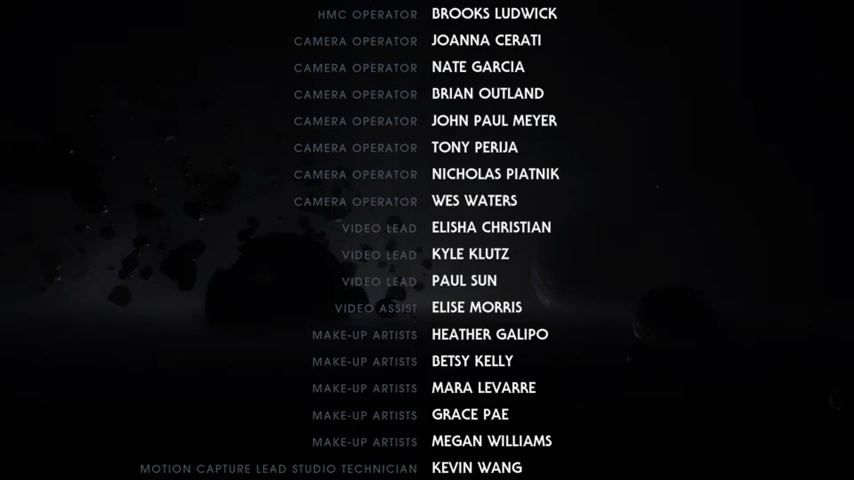 HMC OPERATOR BROOKS LUDWICK
CAMERA OPERATOR JOANNA CERATI
CAMERA OPERATOR NATE GARCIA
CAMERA OPERATOR BRIAN OUTLAND
CAMERA OPERATOR JOHN PAUL MEYER
CAMERA OPERATOR TONY PERIJA
CAMERA OPERATOR NICHOLAS PIATNIK
CAMERA OPERATOR WES WATERS
VIDEO LEAD ELISHA CHRISTIAN
VIDEO LEAD KYLE KLUTZ
VIDEO LEAD PAUL SUN
VIDEO ASSIST ELISE MORRIS
MAKE-UP ARTISTS HEATHER GALIPO
MAKE-UP ARTISTS BETSY KELLY
MAKE-UP ARTISTS MARA LEVARRE
MAKE-UP ARTISTS GRACE PAE
MAKE-UP ARTISTS MEGAN WILLIAMS
MOTION CAPTURE LEAD STUDIO TECHNICIAN KEVIN WANG